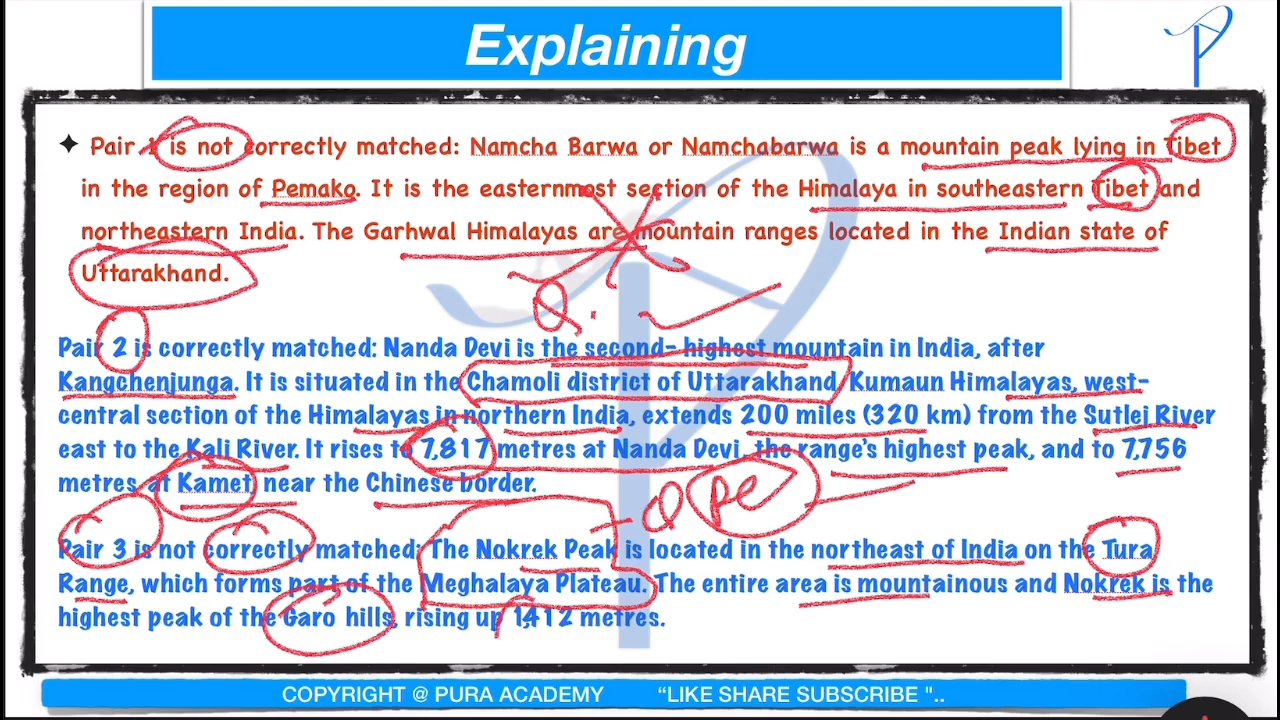 Explaining
✦ Pair 1 is not correctly matched: Namcha Barwa or Namchabarwa is a mountain peak lying in Tibet
in the region of Pemako. It is the easternmost section of the Himalaya in southeastern Tibet and
northeastern India. The Garhwal Himalayas are mountain ranges located in the Indian state of
Uttarakhand.
Pair 2 is correctly matched: Nanda Devi is the second- highest mountain in India, after
Kangchenjunga. It is situated in the Chamoli district of Uttarakhand, Kumaun Himalayas, west-
central section of the Himalayas in northern India, extends 200 miles (320 km) from the Sutlej River
east to the Kali River. It rises to 7,817 metres at Nanda Devi, the range's highest peak, and to 7,756
metres at Kamet, near the Chinese border.
Pair 3 is not correctly matched: The Nokrek Peak is located in the northeast of India on the Tura
Range, which forms part of the Meghalaya Plateau. The entire area is mountainous and Nokrek is the
highest peak of the Garo hills, rising up 1,412 metres.
COPYRIGHT @ PURA ACADEMY “LIKE SHARE SUBSCRIBE "..